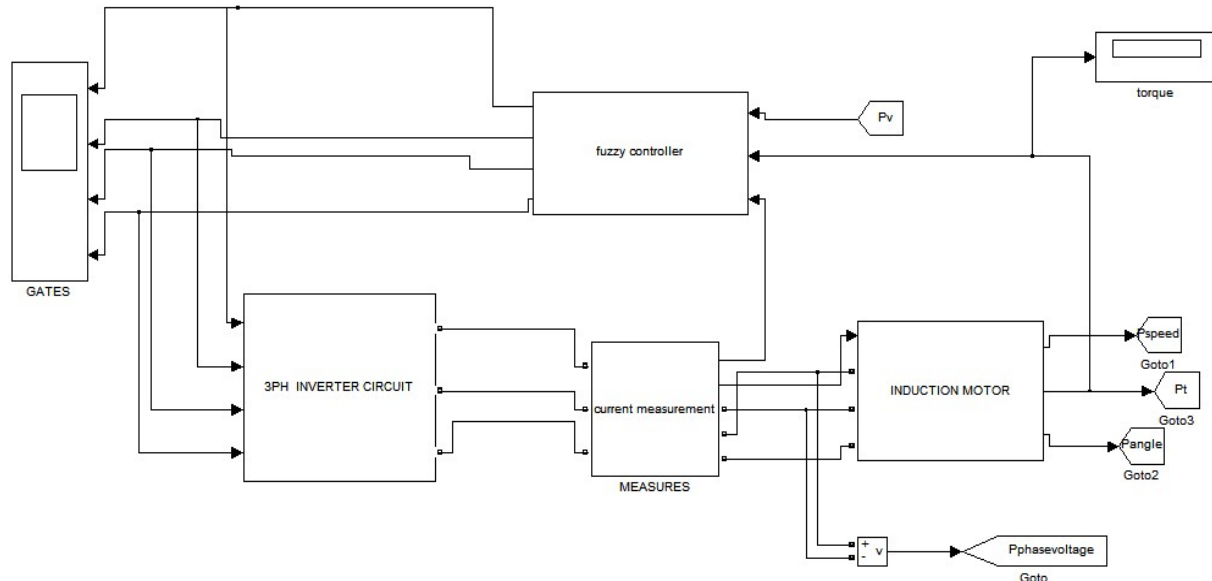 torque
Pv
fuzzy controller
GATES
3PH INVERTER CIRCUIT
current measurement
MEASURES
INDUCTION MOTOR
Pspeed
Goto1
Pt
Goto3
Pangle
Goto2
+
-
v
Pphasevoltage
Goto